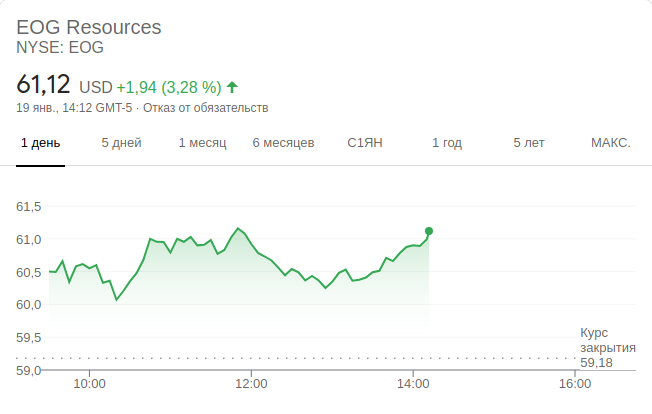 EOG Resources
NYSE: EOG
61,12 USD +1,94 (3,28 %)
19 янв., 14:12 GMT-5 · Отказ от обязательств
1 день 5 дней 1 месяц 6 месяцев С1ЯН 1 год 5 лет МАКС.
61,5
61,0
60,5
60,0
59,5
Курс
закрытия
59,18
59,0
10:00 12:00 14:00 16:00